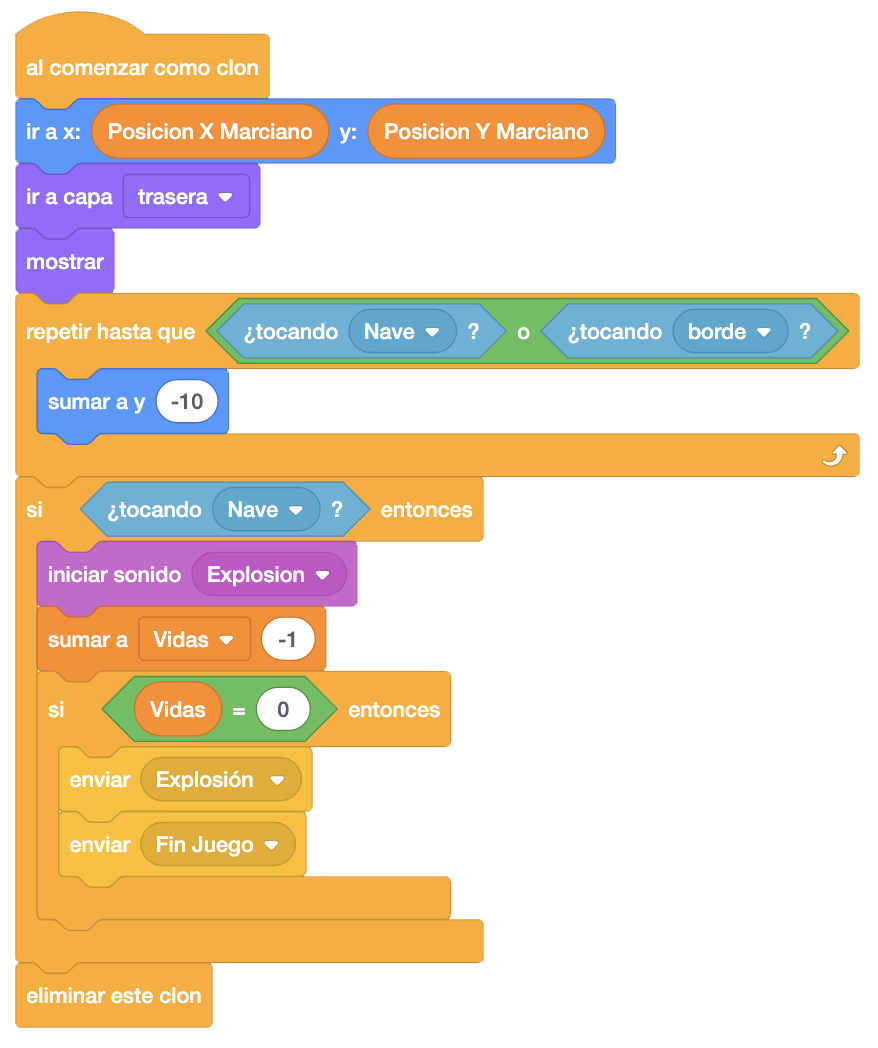 al comenzar como clon
ir a x: Posicion X Marciano y: Posicion Y Marciano
ir a capa trasera
mostrar
repetir hasta que ¿tocando Nave ? o ¿tocando borde ?
sumar a y -10
si ¿tocando Nave ? entonces
iniciar sonido Explosion
sumar a Vidas -1
si Vidas = 0 entonces
enviar Explosión
enviar Fin Juego
eliminar este clon